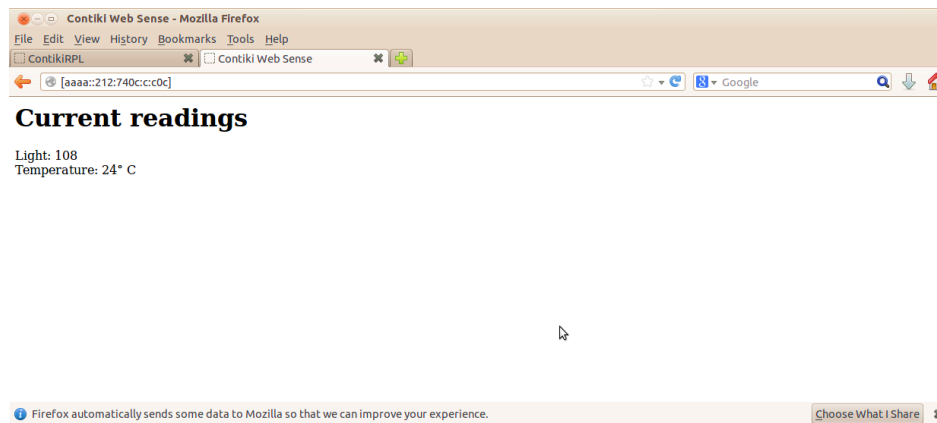 Contiki Web Sense - Mozilla Firefox
File Edit View History Bookmarks Tools Help
ContikiRPL Contiki Web Sense
[aaaa::212:740c:c:c0c] Google
Current readings
Light: 108
Temperature: 24° C
Firefox automatically sends some data to Mozilla so that we can improve your experience. Choose What I Share